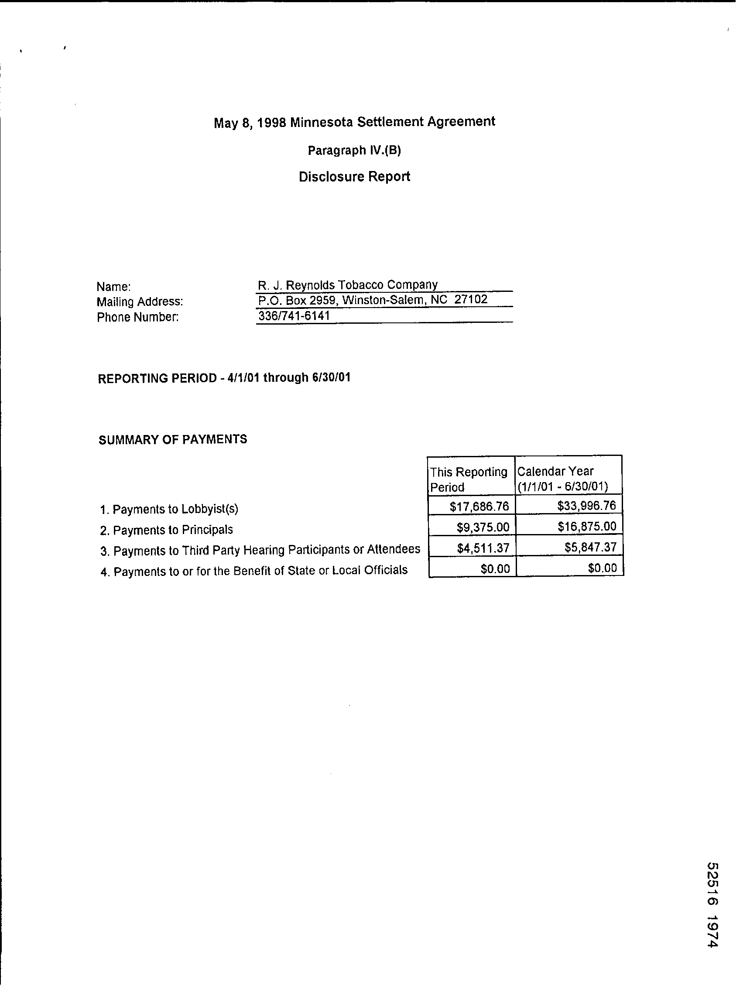 May 8, 1998 Minnesota Settlement Agreement
Paragraph IV.(B)
Disclosure Report
Name: R. J. Reynolds Tobacco Company
Mailing Address: P.O. Box 2959, Winston-Salem, NC 27102
Phone Number: 336/741-6141
REPORTING PERIOD - 4/1/01 through 6/30/01
SUMMARY OF PAYMENTS
This Reporting Calendar Year
Period (1/1/01 - 6/30/01)
1. Payments to Lobbyist(s) $17,686.76 $33,996.76
2. Payments to Principals $9,375.00 $16,875.00
3. Payments to Third Party Hearing Participants or Attendees $4,511.37 $5,847.37
4. Payments to or for the Benefit of State or Local Officials $0.00 $0.00
52516 1974